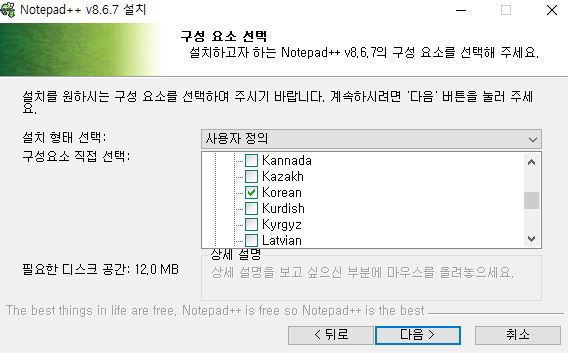 Notepad++ v8.6.7 설치
구성 요소 선택
설치하고자 하는 Notepad++ v8.6.7의 구성 요소를 선택해 주세요.
설치를 원하시는 구성 요소를 선택하여 주시기 바랍니다. 계속하시려면 '다음' 버튼을 눌러 주세
요.
설치 형태 선택: 사용자 정의
구성요소 직접 선택:
Kannada
Kazakh
Korean
Kurdish
Kyrgyz
Latvian
상세 설명
필요한 디스크 공간: 12.0 MB
상세 설명을 보고 싶으신 부분에 마우스를 올려놓으세요.
The best things in life are free, Notepad++ is free so Notepad++ is the best
< 뒤로 다음 > 취소